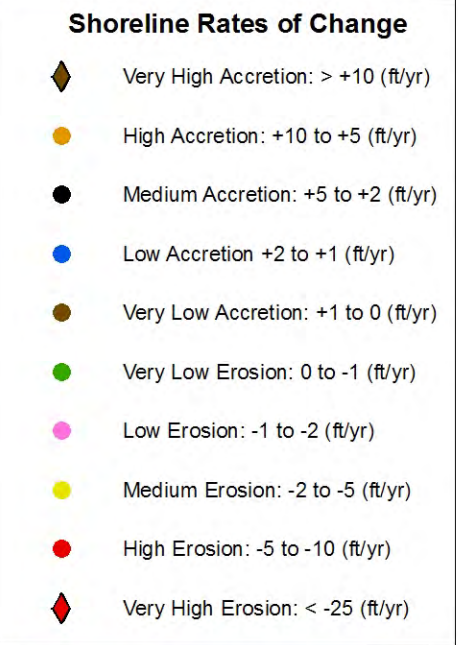 Shoreline Rates of Change
Very High Accretion: > +10 (ft/yr)
High Accretion: +10 to +5 (ft/yr)
Medium Accretion: +5 to +2 (ft/yr)
Low Accretion +2 to +1 (ft/yr)
Very Low Accretion: +1 to 0 (ft/yr)
Very Low Erosion: 0 to -1 (ft/yr)
Low Erosion: -1 to -2 (ft/yr)
Medium Erosion: -2 to -5 (ft/yr)
High Erosion: -5 to -10 (ft/yr)
Very High Erosion: < -25 (ft/yr)